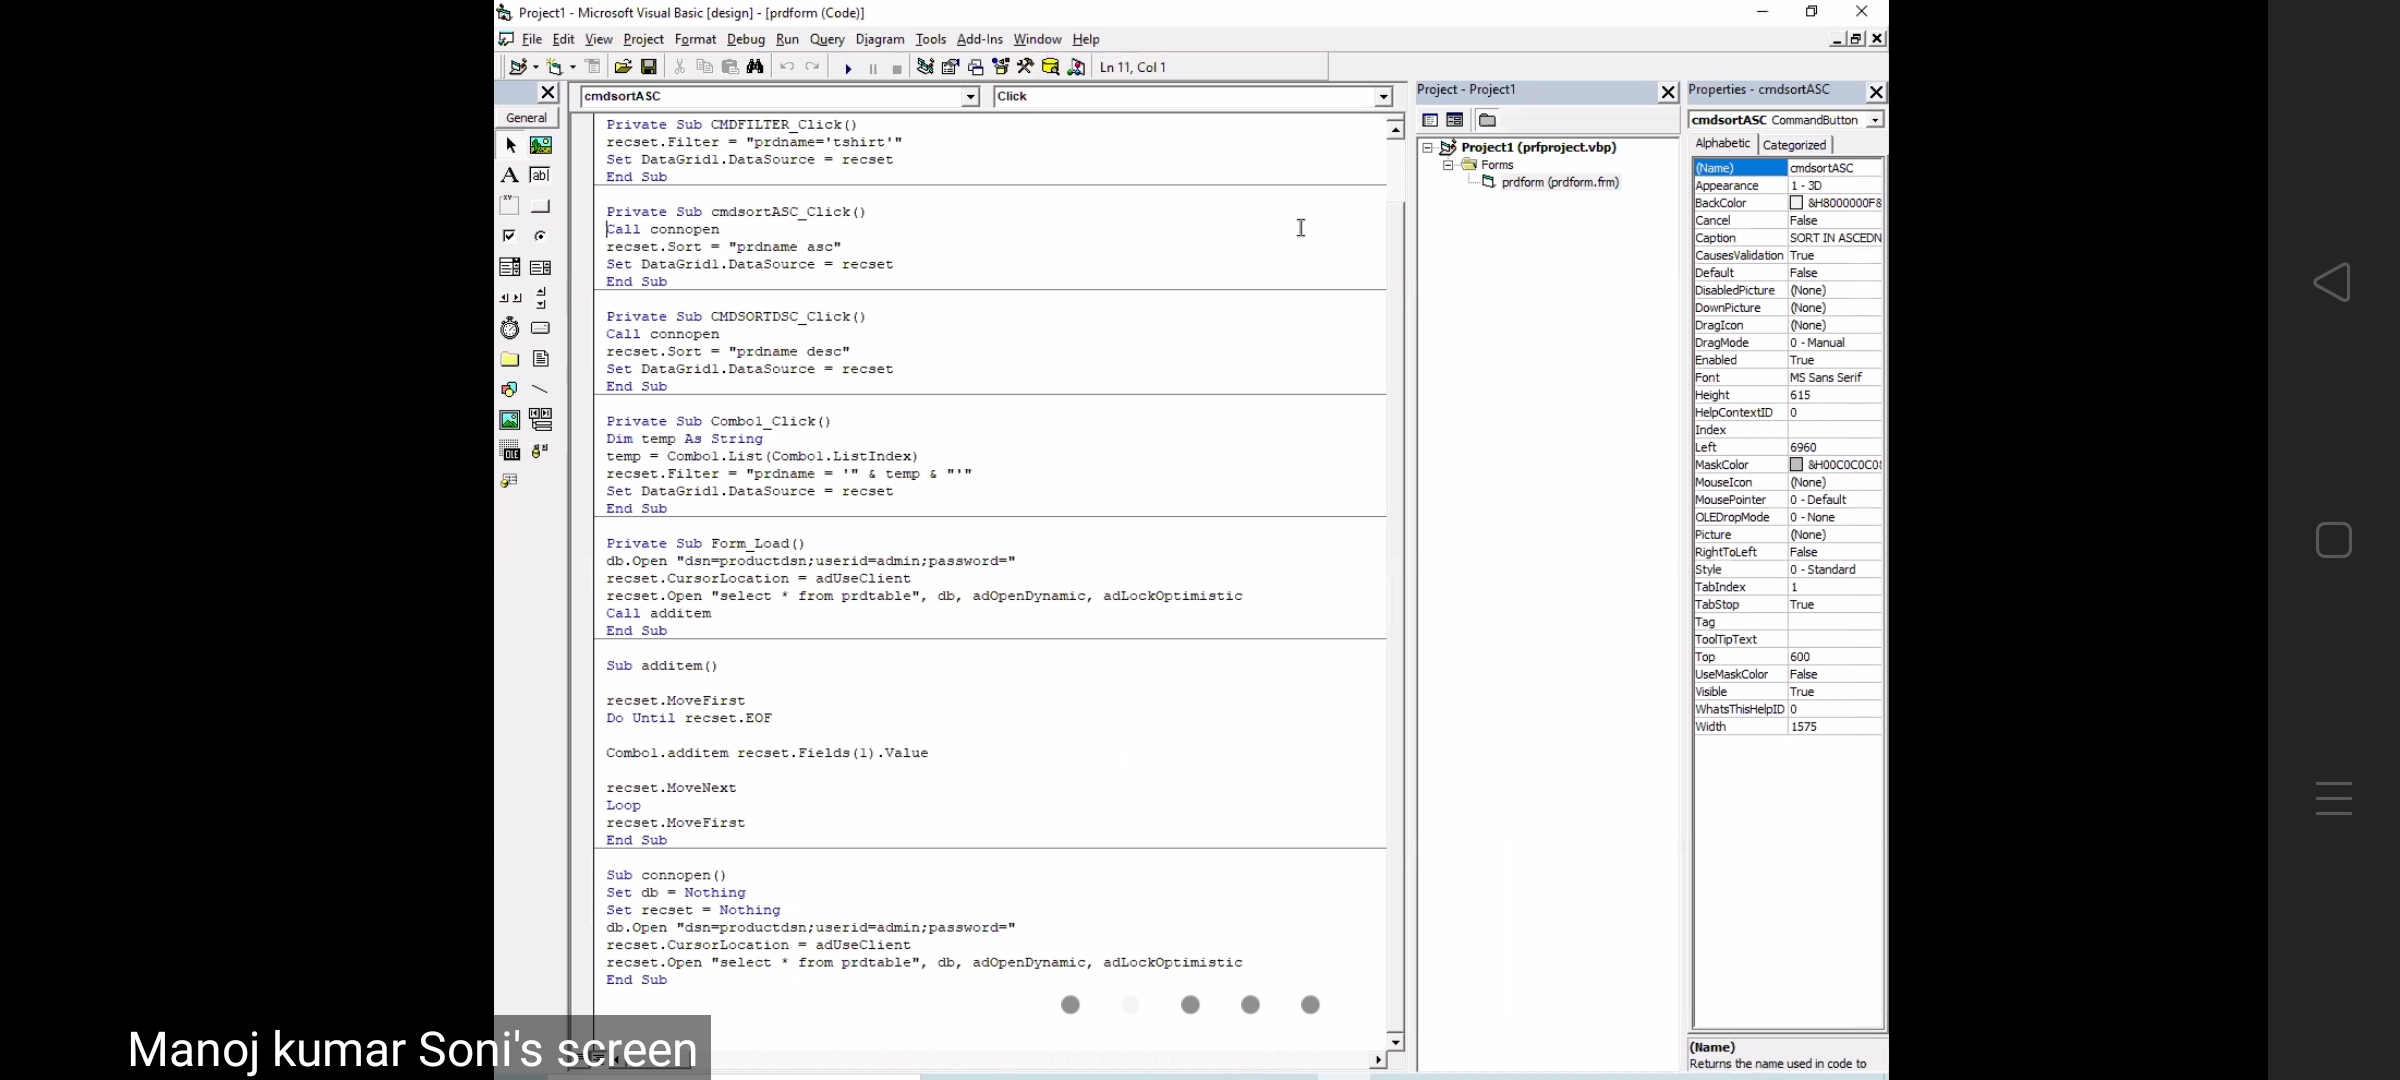 Project1 - Microsoft Visual Basic [design] - [prdform (Code)]
File Edit View Project Format Debug Run Query Diagram Tools Add-Ins Window Help
Ln 11, Col 1
General
cmdsortASC
Click
Private Sub CMDFILTER_Click()
recset.Filter = "prdname='tshirt'"
Set DataGrid1.DataSource = recset
End Sub
Private Sub cmdsortASC_Click()
Call connopen
recset.Sort = "prdname asc"
Set DataGrid1.DataSource = recset
End Sub
Private Sub CMDSORTDSC_Click()
Call connopen
recset.Sort = "prdname desc"
Set DataGrid1.DataSource = recset
End Sub
Private Sub Combo1_Click()
Dim temp As String
temp = Combo1.List(Combo1.ListIndex)
recset.Filter = "prdname = '" & temp & "'"
Set DataGrid1.DataSource = recset
End Sub
Private Sub Form_Load()
db.Open "dsn=productdsn;userid=admin;password="
recset.CursorLocation = adUseClient
recset.Open "select * from prdtable", db, adOpenDynamic, adLockOptimistic
Call additem
End Sub
Sub additem()
recset.MoveFirst
Do Until recset.EOF
Combo1.additem recset.Fields(1).Value
recset.MoveNext
Loop
recset.MoveFirst
End Sub
Sub connopen()
Set db = Nothing
Set recset = Nothing
db.Open "dsn=productdsn;userid=admin;password="
recset.CursorLocation = adUseClient
recset.Open "select * from prdtable", db, adOpenDynamic, adLockOptimistic
End Sub
Project - Project1
Project1 (prfproject.vbp)
Forms
prdform (prdform.frm)
Properties - cmdsortASC
cmdsortASC CommandButton
Alphabetic Categorized
(Name) cmdsortASC
Appearance 1 - 3D
BackColor &H8000000F&
Cancel False
Caption SORT IN ASCEDN
CausesValidation True
Default False
DisabledPicture (None)
DownPicture (None)
DragIcon (None)
DragMode 0 - Manual
Enabled True
Font MS Sans Serif
Height 615
HelpContextID 0
Index
Left 6960
MaskColor &H00C0C0C0
MouseIcon (None)
MousePointer 0 - Default
OLEDropMode 0 - None
Picture (None)
RightToLeft False
Style 0 - Standard
TabIndex 1
TabStop True
Tag
ToolTipText
Top 600
UseMaskColor False
Visible True
WhatsThisHelpID 0
Width 1575
(Name)
Returns the name used in code to
Manoj kumar Soni's screen